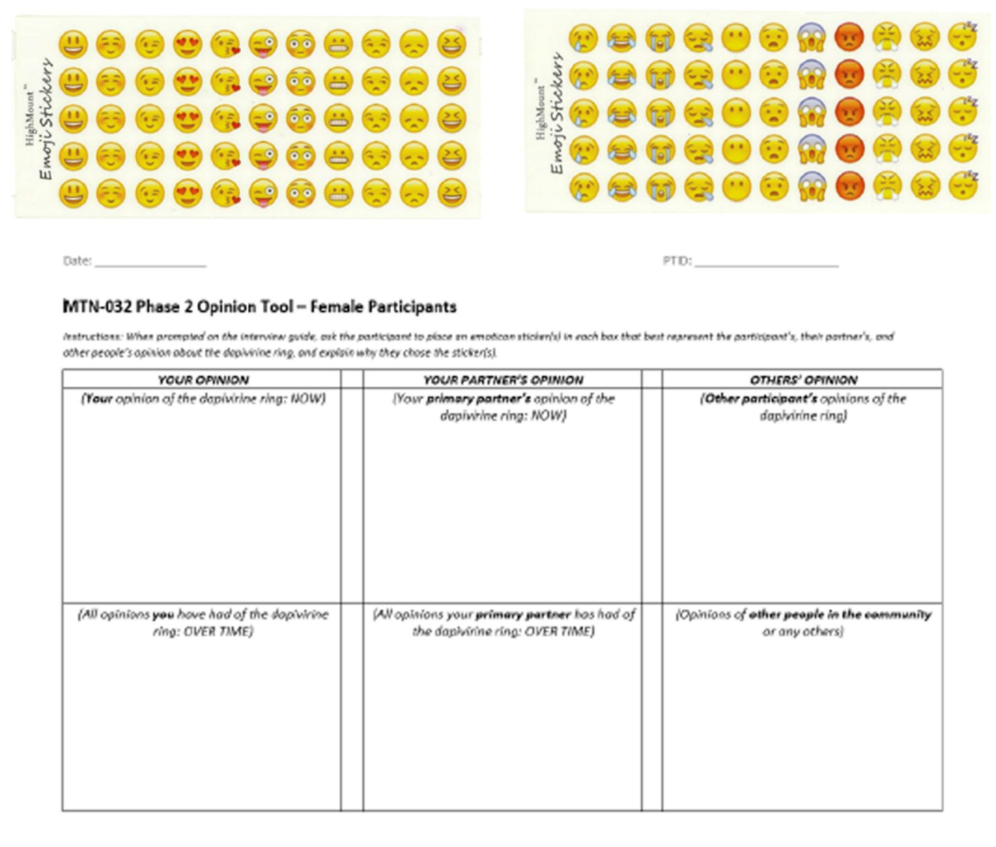 HighMount™
Emoji Stickers
HighMount™
Emoji Stickers
Date: ________________ PTID: _____________________
MTN-032 Phase 2 Opinion Tool – Female Participants
Instructions: When prompted on the interview guide, ask the participant to place an emoticon sticker(s) in each box that best represent the participant's, their partner's, and
other people's opinion about the dapivirine ring, and explain why they chose the sticker(s).
YOUR OPINION
(Your opinion of the dapivirine ring: NOW)
YOUR PARTNER'S OPINION
(Your primary partner's opinion of the
dapivirine ring: NOW)
OTHERS' OPINION
(Other participant's opinions of the
dapivirine ring)
(All opinions you have had of the dapivirine
ring: OVER TIME)
(All opinions your primary partner has had of
the dapivirine ring: OVER TIME)
(Opinions of other people in the community
or any others)